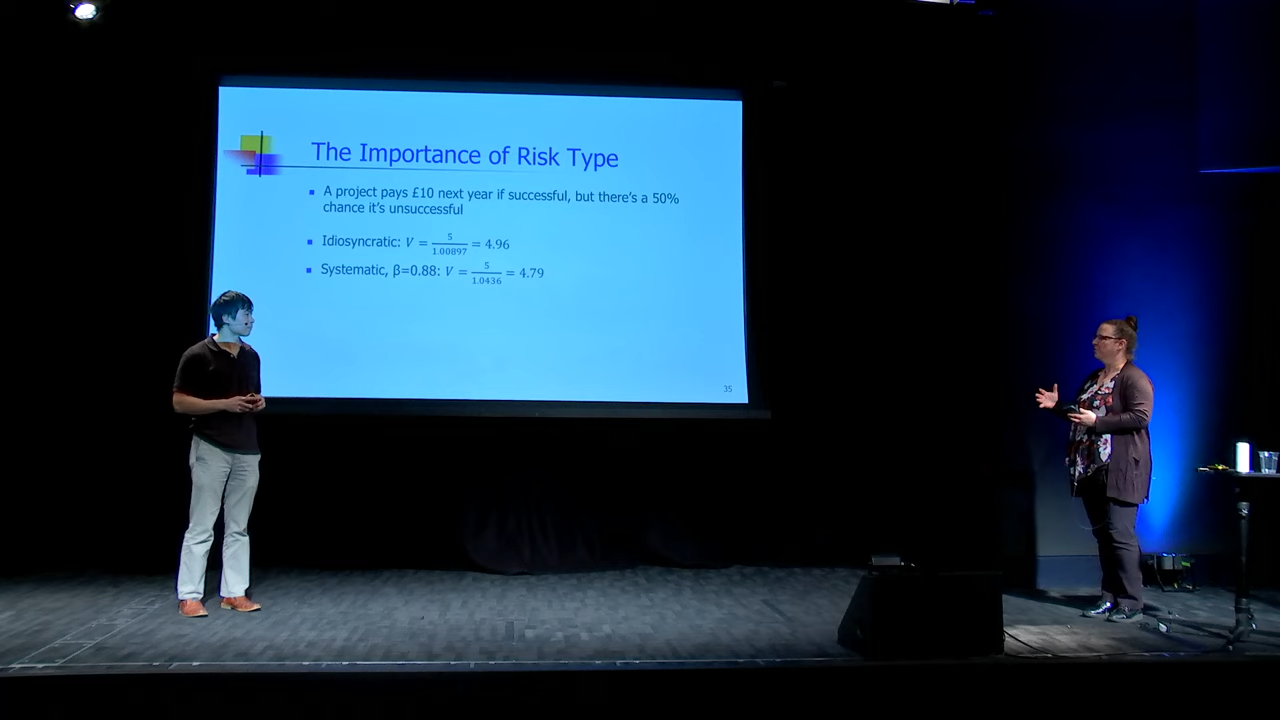 The Importance of Risk Type
A project pays £10 next year if successful, but there's a 50%
chance it's unsuccessful
Idiosyncratic: V = 5/1.00897 = 4.96
Systematic, β=0.88: V = 5/1.0436 = 4.79
35